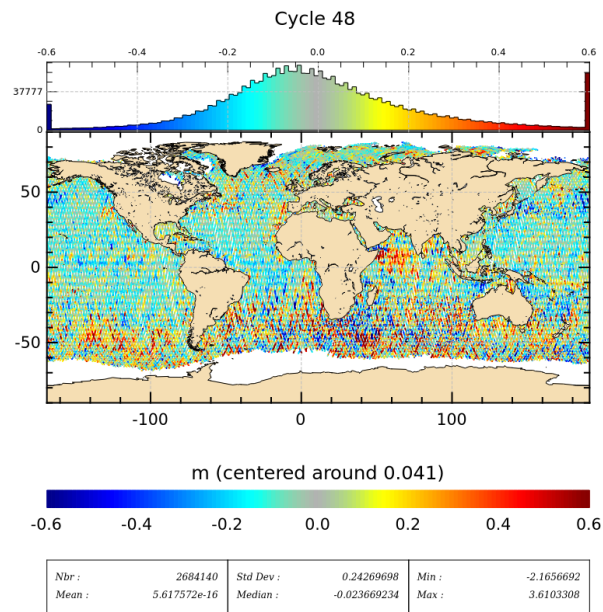 Cycle 48
-0.6 -0.4 -0.2 0.0 0.2 0.4 0.6
37777
0
50
0
-50
-100 0 100
m (centered around 0.041)
-0.6 -0.4 -0.2 0.0 0.2 0.4 0.6
Nbr : 2684140 Std Dev : 0.24269698 Min : -2.1656692
Mean : 5.617572e-16 Median : -0.023669234 Max : 3.6103308